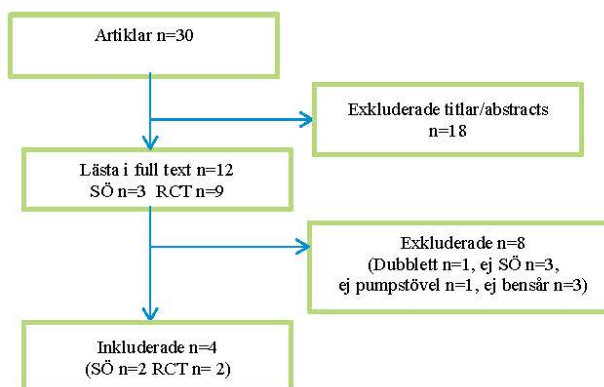 Artiklar n=30
Exkluderade titlar/abstracts
n=18
Lästa i full text n=12
SÖ n=3 RCT n=9
Exkluderade n=8
(Dubblett n=1, ej SÖ n=3,
ej pumpstövel n=1, ej bensår n=3)
Inkluderade n=4
(SÖ n=2 RCT n= 2)